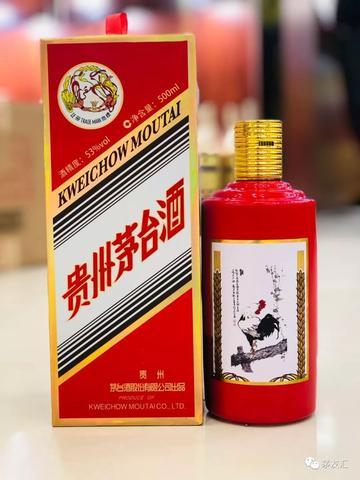 净含量：500ml
酒精度：53%vol
KWEICHOW MOUTAI
贵州茅台酒
贵州
茅台酒股份有限公司出品
PRODUCE OF
KWEICHOW MOUTAI CO., LTD.
茅友汇